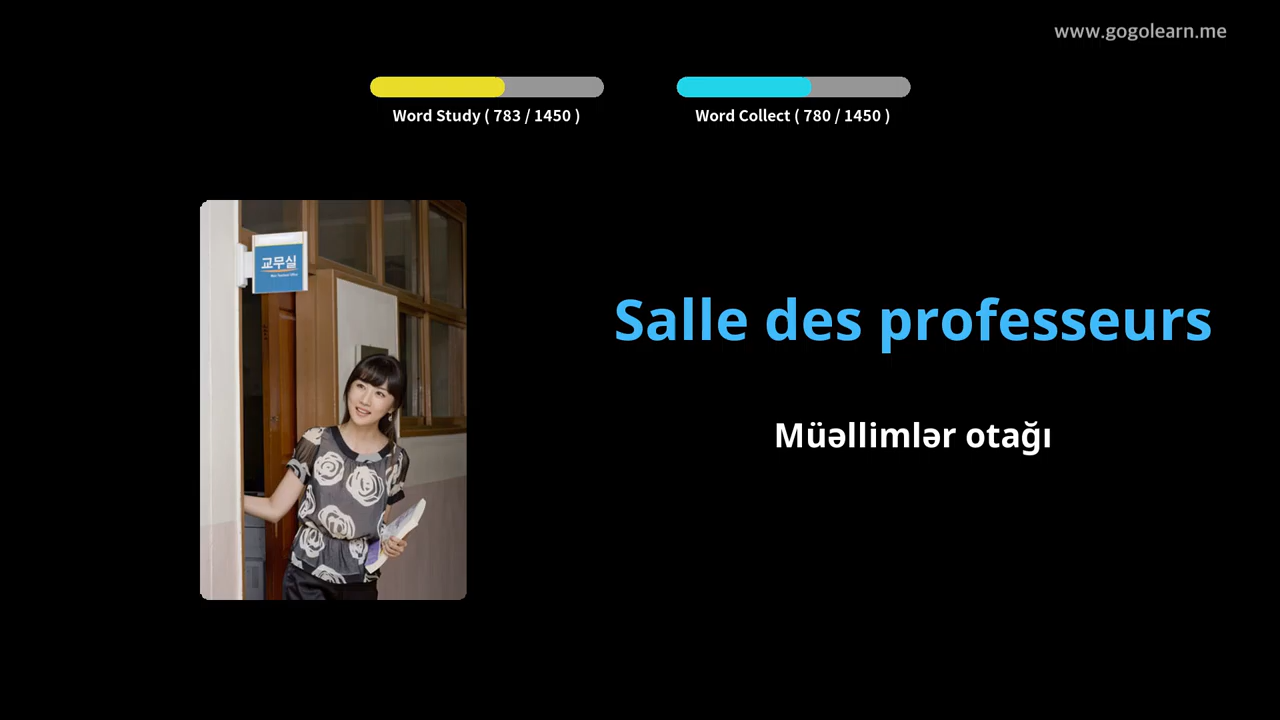 www.gogolearn.me
Word Study ( 783 / 1450 )
Word Collect ( 780 / 1450 )
교무실
Salle des professeurs
Müəllimlər otağı